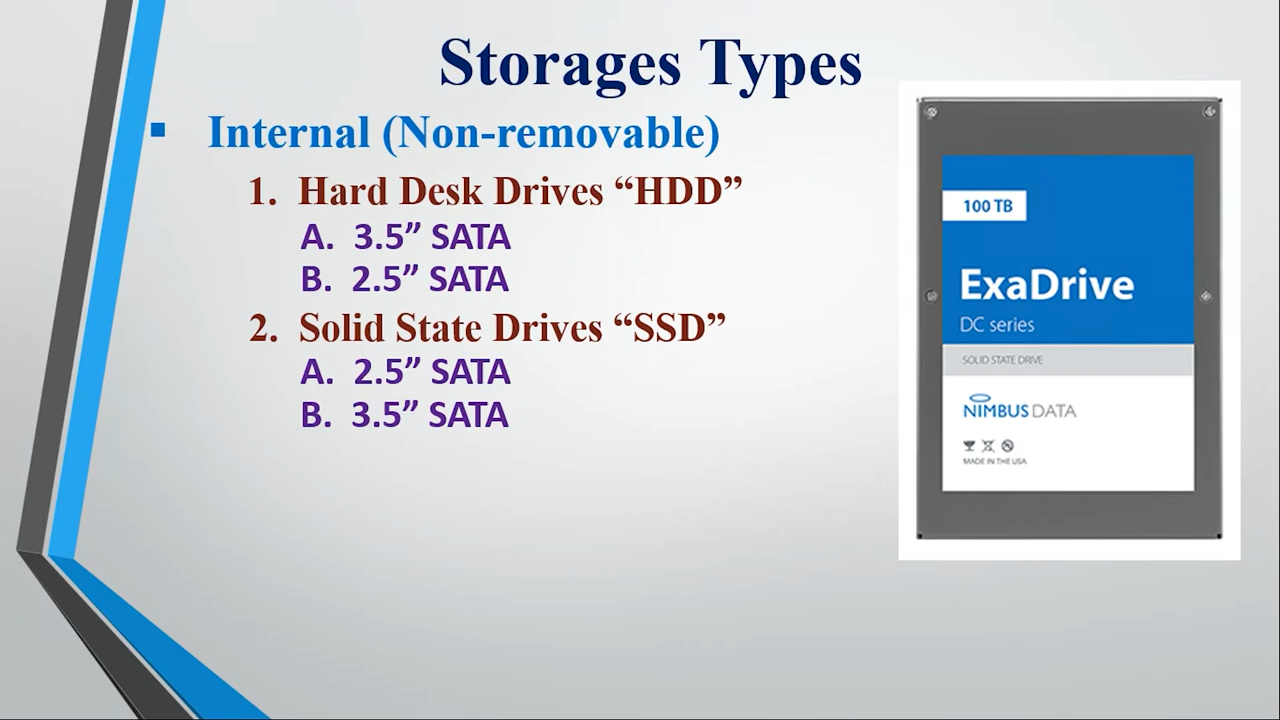 Storages Types
▪ Internal (Non-removable)
1. Hard Desk Drives “HDD”
A. 3.5” SATA
B. 2.5” SATA
2. Solid State Drives “SSD”
A. 2.5” SATA
B. 3.5” SATA
100 TB
ExaDrive
DC series
SOLID STATE DRIVE
NIMBUS DATA
MADE IN THE USA